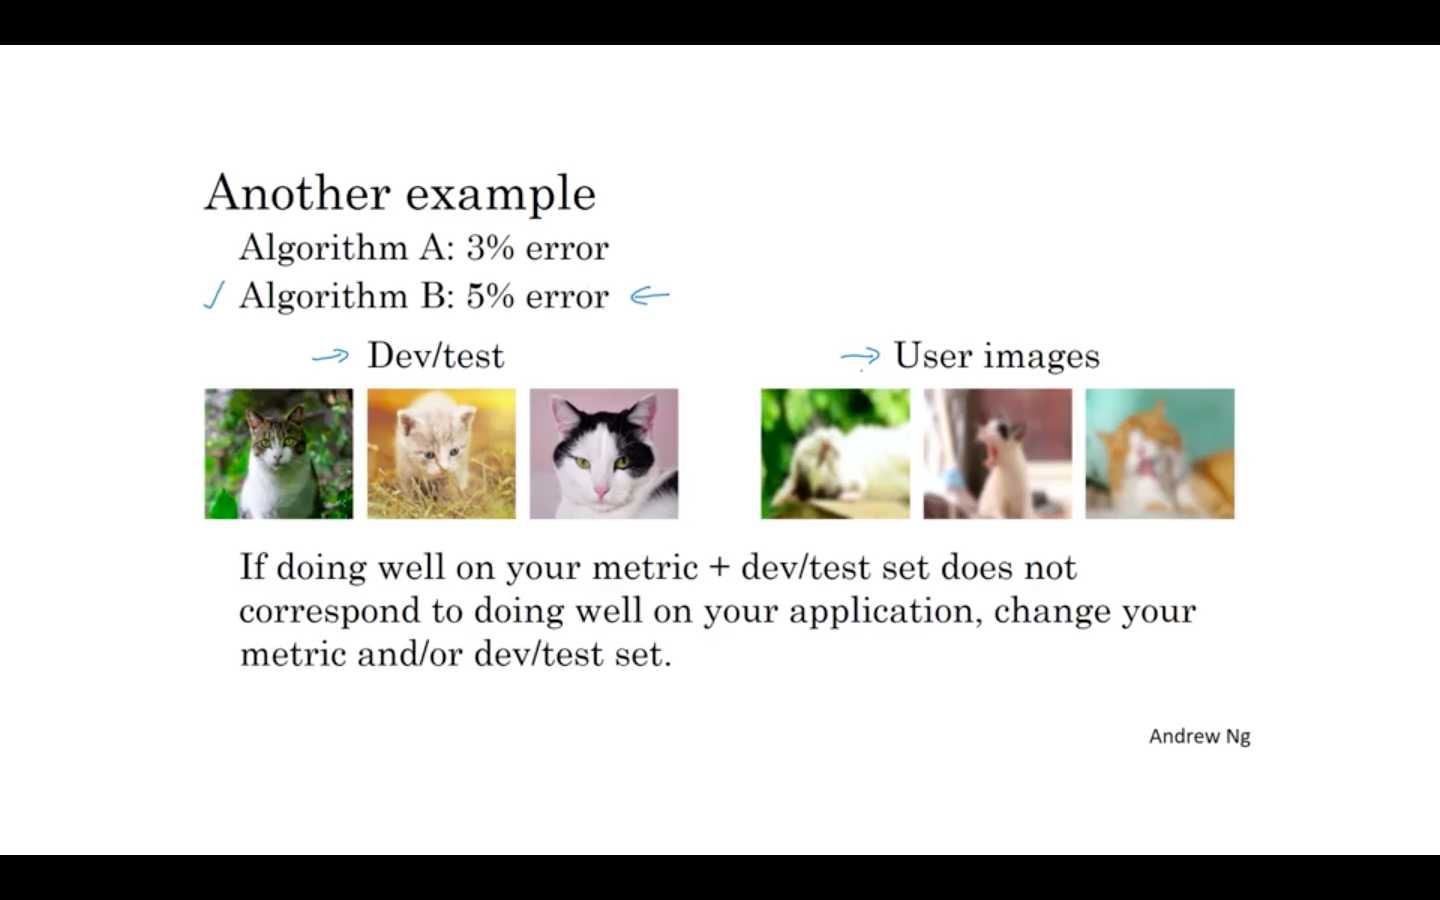 Another example
Algorithm A: 3% error
Algorithm B: 5% error
Dev/test
User images
If doing well on your metric + dev/test set does not
correspond to doing well on your application, change your
metric and/or dev/test set.
Andrew Ng